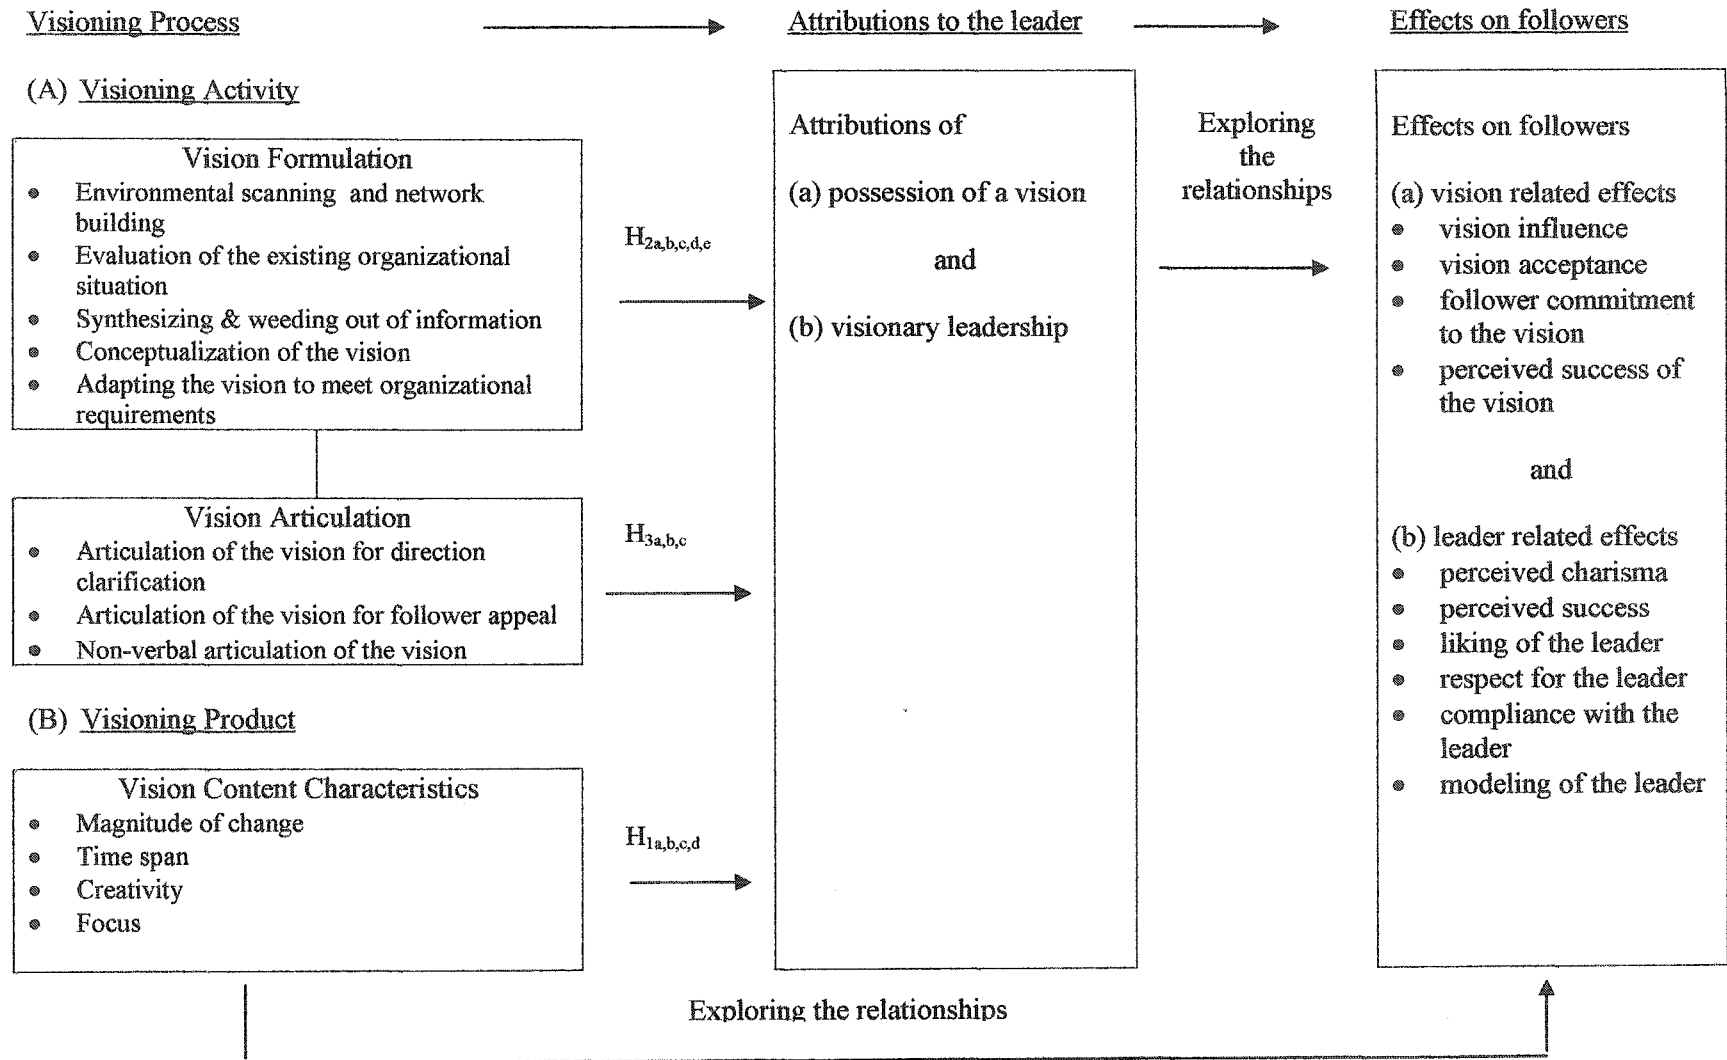 Visioning Process
Attributions to the leader
Effects on followers
(A) Visioning Activity
Vision Formulation
• Environmental scanning and network
building
• Evaluation of the existing organizational
situation
• Synthesizing & weeding out of information
• Conceptualization of the vision
• Adapting the vision to meet organizational
requirements
H2a,b,c,d,e
Vision Articulation
• Articulation of the vision for direction
clarification
• Articulation of the vision for follower appeal
• Non-verbal articulation of the vision
H3a,b,c
(B) Visioning Product
Vision Content Characteristics
• Magnitude of change
• Time span
• Creativity
• Focus
H1a,b,c,d
Attributions of
(a) possession of a vision
and
(b) visionary leadership
Exploring
the
relationships
Effects on followers
(a) vision related effects
• vision influence
• vision acceptance
• follower commitment
to the vision
• perceived success of
the vision
and
(b) leader related effects
• perceived charisma
• perceived success
• liking of the leader
• respect for the leader
• compliance with the
leader
• modeling of the leader
Exploring the relationships